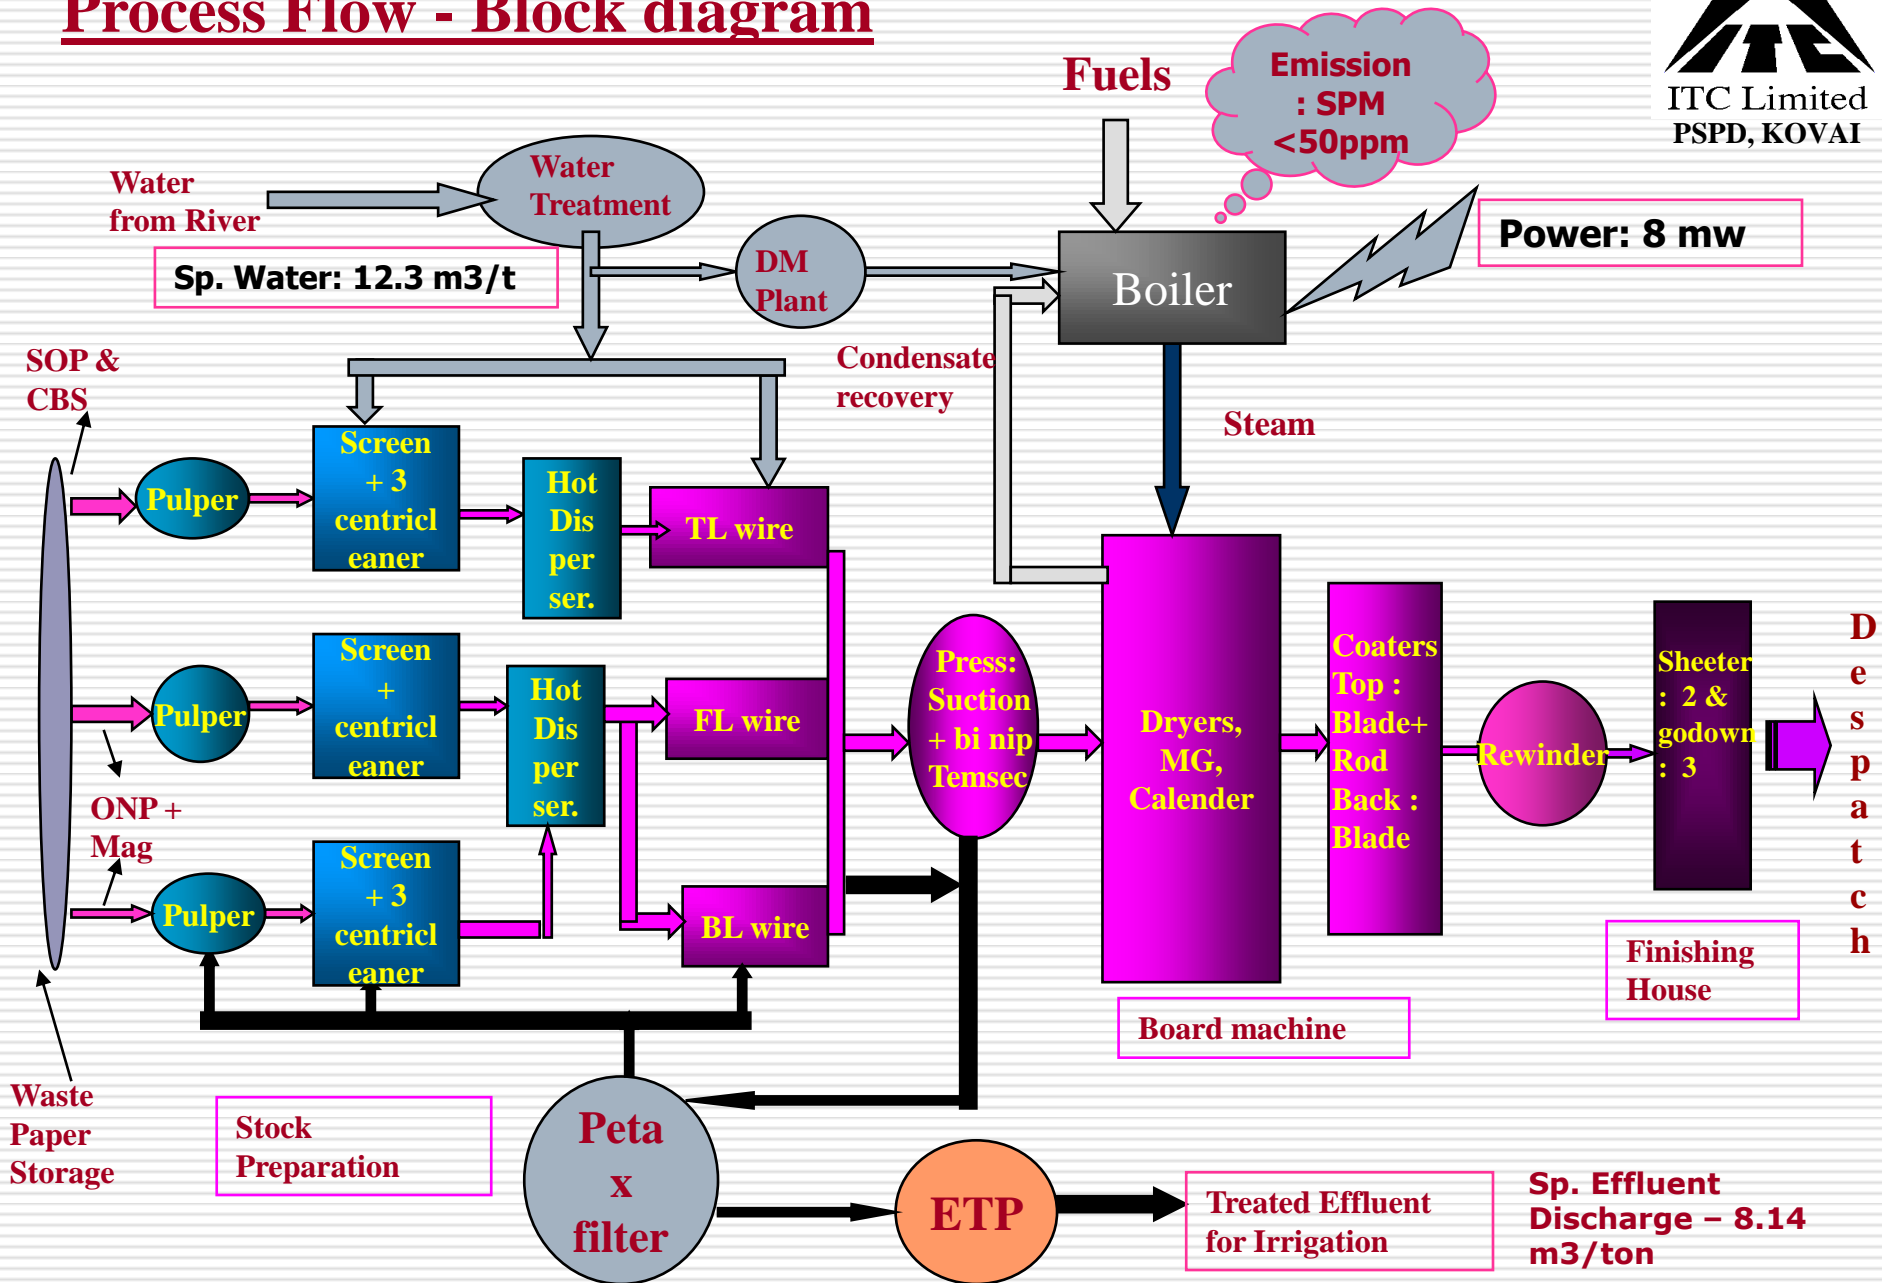 Process Flow - Block diagram
ITC
ITC Limited
PSPD, KOVAI
Fuels
Emission
: SPM
<50ppm
Water
from River
Water
Treatment
Sp. Water: 12.3 m3/t
DM
Plant
Boiler
Power: 8 mw
SOP &
CBS
Condensate
recovery
Steam
Pulper
Screen
+ 3
centricl
eaner
Hot
Dis
per
ser.
TL wire
Pulper
Screen
+
centricl
eaner
Hot
Dis
per
ser.
FL wire
ONP +
Mag
Pulper
Screen
+ 3
centricl
eaner
BL wire
Press:
Suction
+ bi nip
Temsec
Dryers,
MG,
Calender
Coaters
Top :
Blade+
Rod
Back :
Blade
Rewinder
Sheeter
: 2 &
godown
: 3
D
e
s
p
a
t
c
h
Finishing
House
Board machine
Waste
Paper
Storage
Stock
Preparation
Peta
x
filter
ETP
Treated Effluent
for Irrigation
Sp. Effluent
Discharge – 8.14
m3/ton